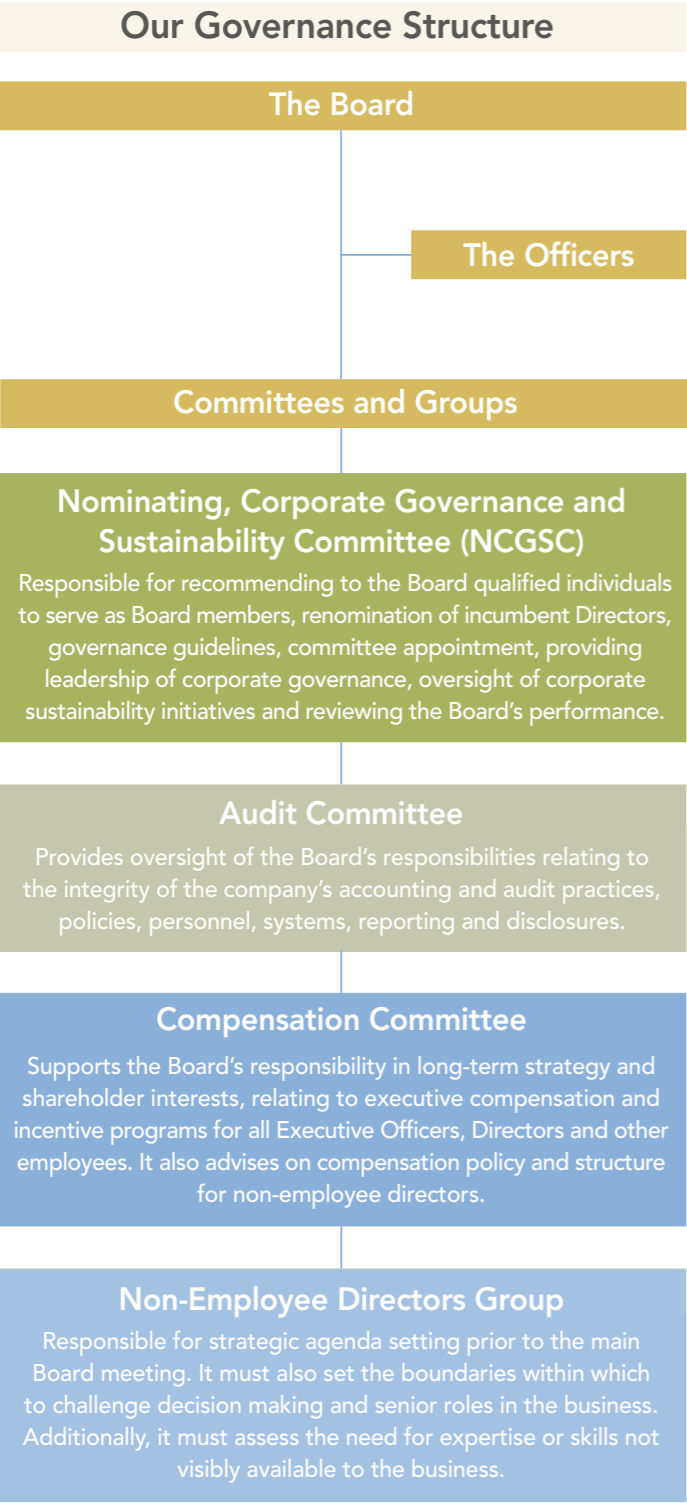 Our Governance Structure
The Board
The Officers
Committees and Groups
Nominating, Corporate Governance and
Sustainability Committee (NCGSC)
Responsible for recommending to the Board qualified individuals
to serve as Board members, renomination of incumbent Directors,
governance guidelines, committee appointment, providing
leadership of corporate governance, oversight of corporate
sustainability initiatives and reviewing the Board’s performance.
Audit Committee
Provides oversight of the Board’s responsibilities relating to
the integrity of the company’s accounting and audit practices,
policies, personnel, systems, reporting and disclosures.
Compensation Committee
Supports the Board’s responsibility in long-term strategy and
shareholder interests, relating to executive compensation and
incentive programs for all Executive Officers, Directors and other
employees. It also advises on compensation policy and structure
for non-employee directors.
Non-Employee Directors Group
Responsible for strategic agenda setting prior to the main
Board meeting. It must also set the boundaries within which
to challenge decision making and senior roles in the business.
Additionally, it must assess the need for expertise or skills not
visibly available to the business.